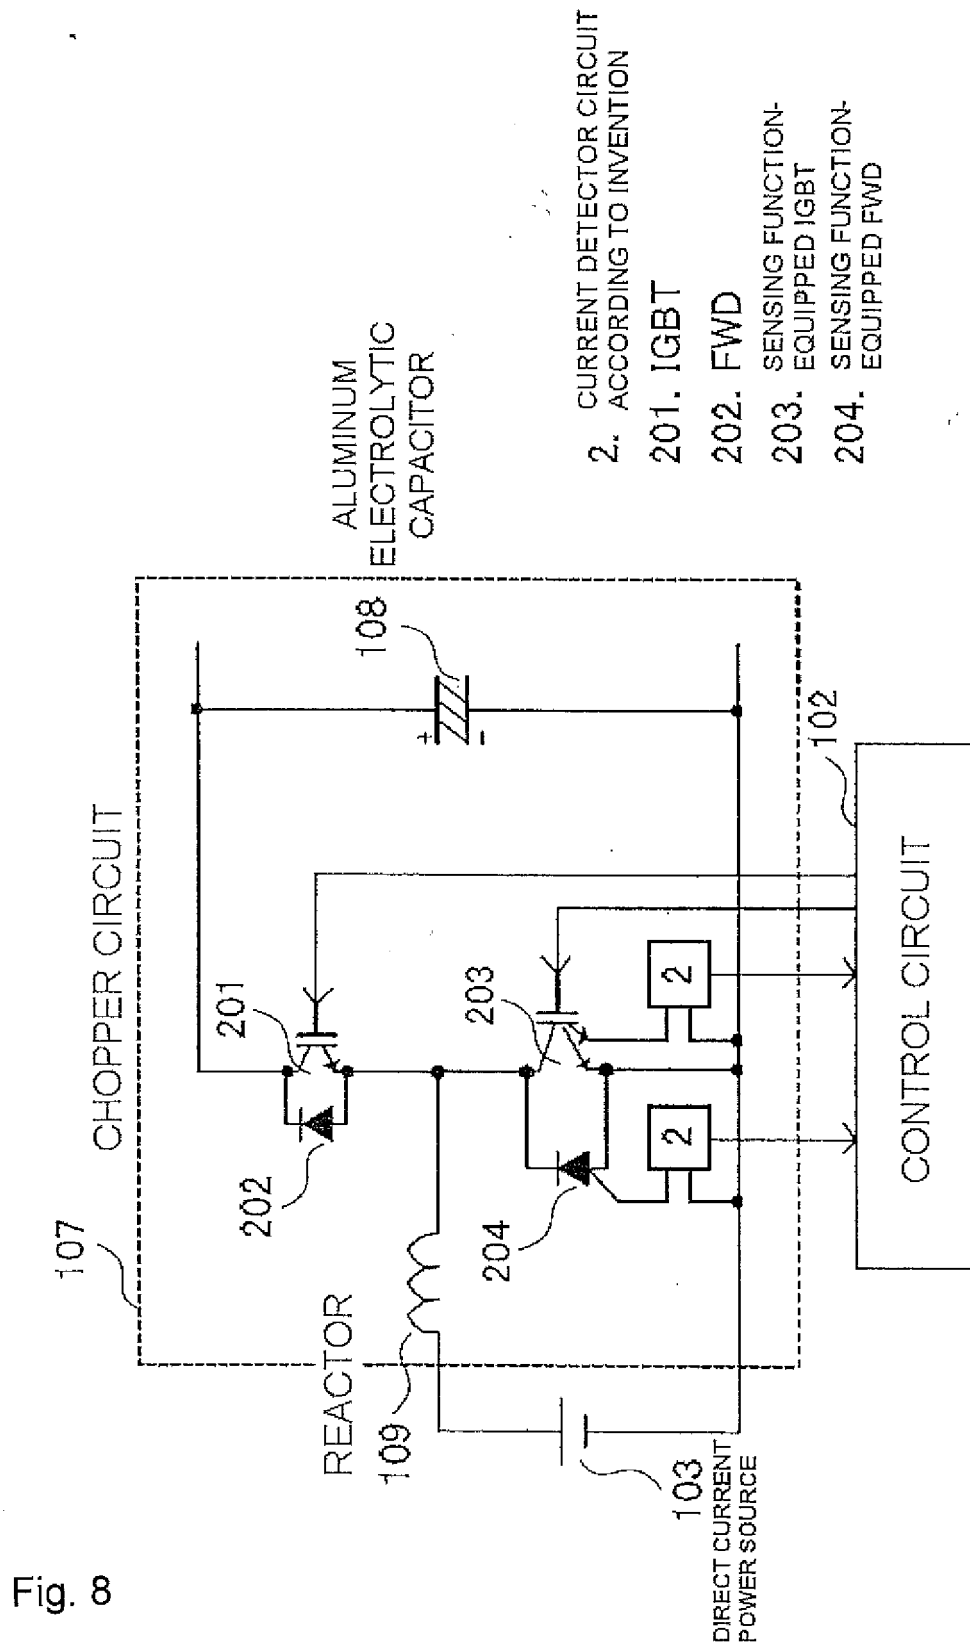 Fig. 8
CHOPPER CIRCUIT
107
REACTOR
109
202
201
204
203
2
2
108
+
-
ALUMINUM
ELECTROLYTIC
CAPACITOR
103
DIRECT CURRENT
POWER SOURCE
102
CONTROL CIRCUIT
2. CURRENT DETECTOR CIRCUIT
ACCORDING TO INVENTION
201. IGBT
202. FWD
203. SENSING FUNCTION-
EQUIPPED IGBT
204. SENSING FUNCTION-
EQUIPPED FWD